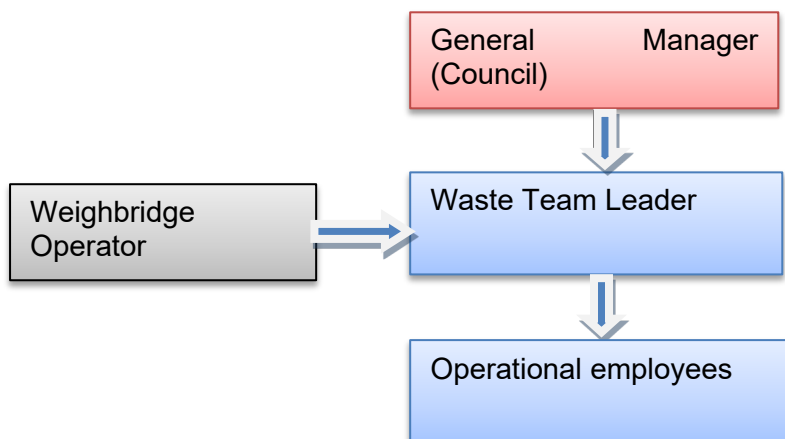 General Manager
(Council)
Waste Team Leader
Weighbridge
Operator
Operational employees